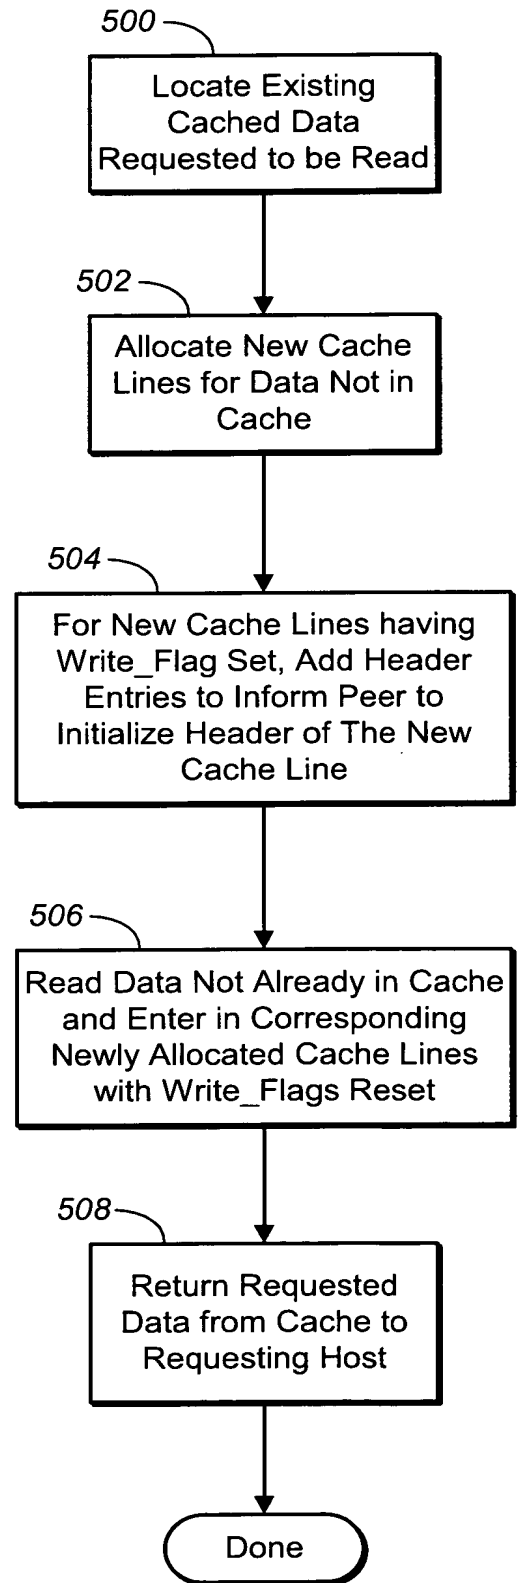 500
Locate Existing
Cached Data
Requested to be Read
502
Allocate New Cache
Lines for Data Not in
Cache
504
For New Cache Lines having
Write_Flag Set, Add Header
Entries to Inform Peer to
Initialize Header of The New
Cache Line
506
Read Data Not Already in Cache
and Enter in Corresponding
Newly Allocated Cache Lines
with Write_Flags Reset
508
Return Requested
Data from Cache to
Requesting Host
Done